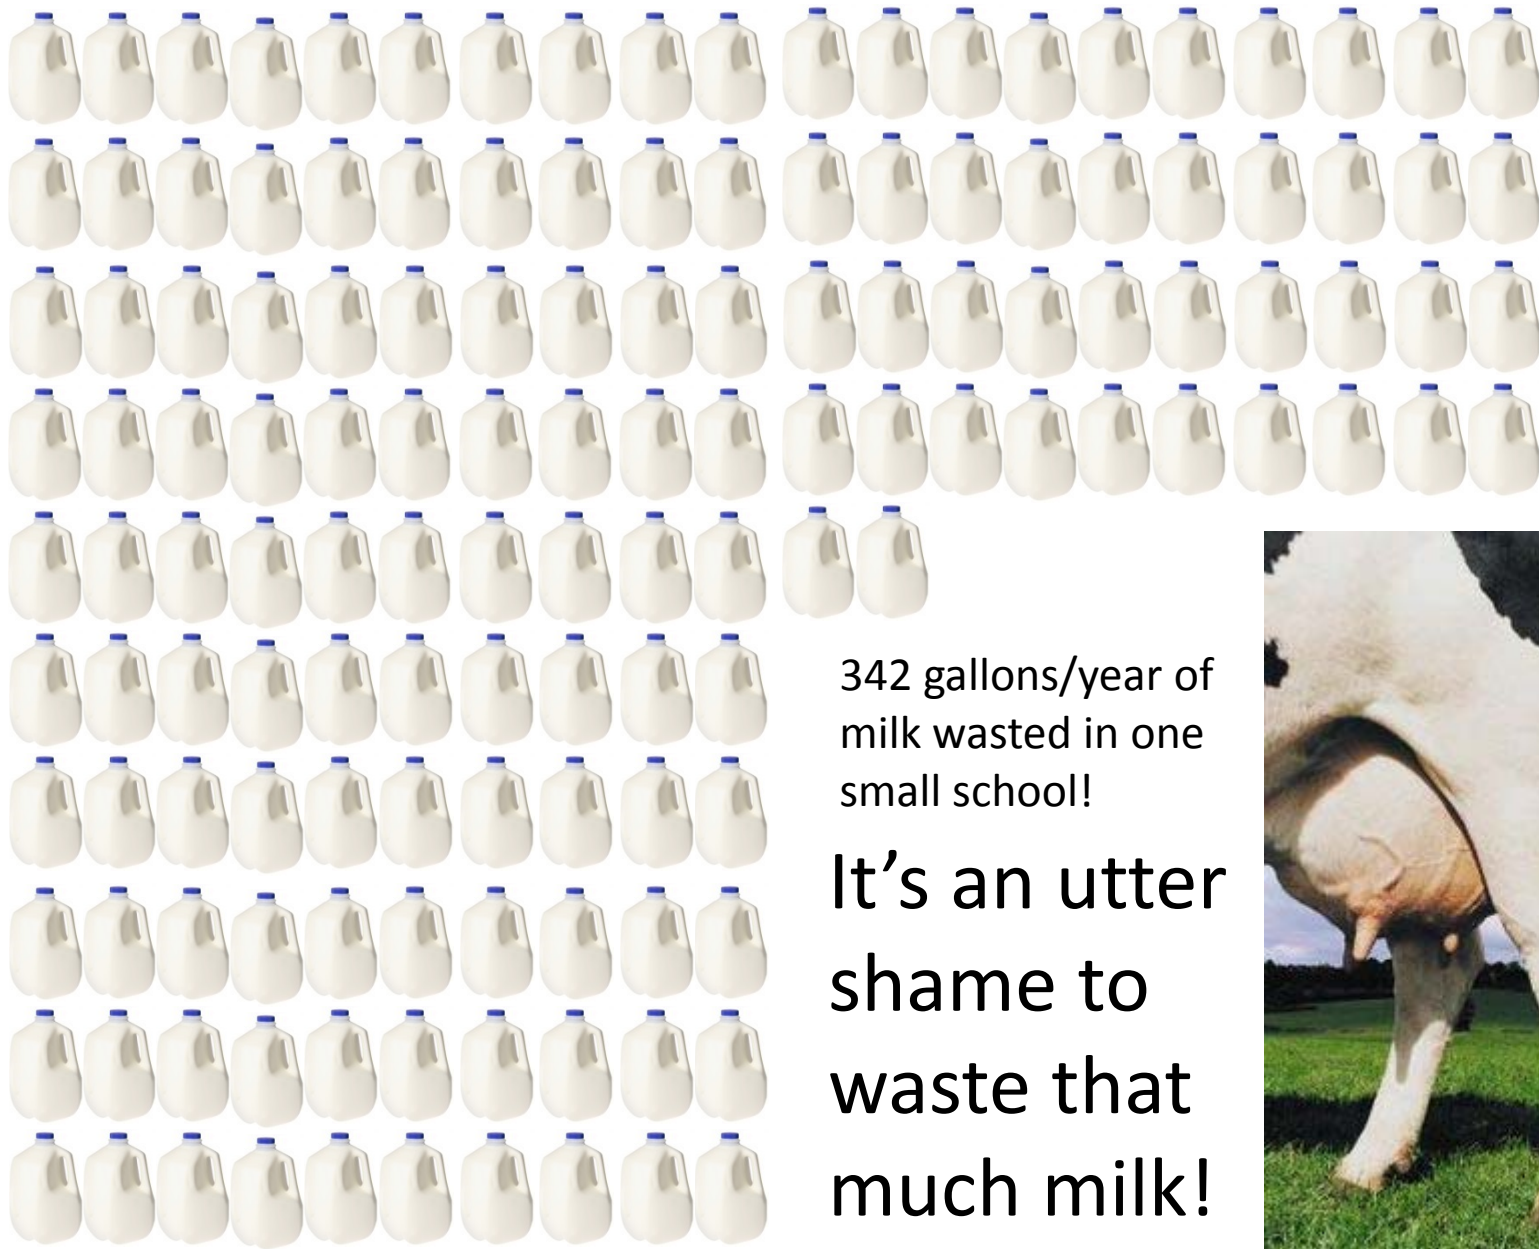 342 gallons/year of
milk wasted in one
small school!
It’s an utter
shame to
waste that
much milk!